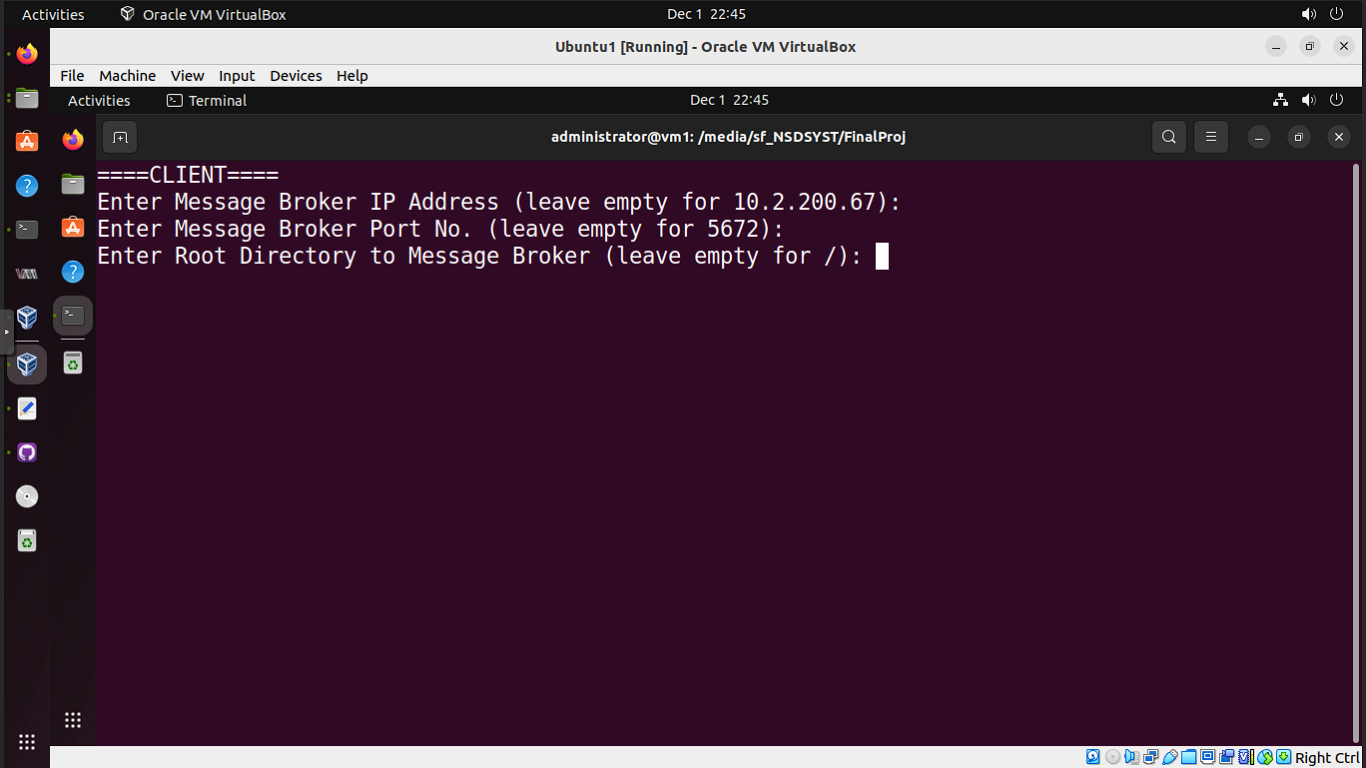 Activities Oracle VM VirtualBox Dec 1 22:45
Ubuntu1 [Running] - Oracle VM VirtualBox
File Machine View Input Devices Help
Activities Terminal Dec 1 22:45
administrator@vm1: /media/sf_NSDSYST/FinalProj
====CLIENT====
Enter Message Broker IP Address (leave empty for 10.2.200.67):
Enter Message Broker Port No. (leave empty for 5672):
Enter Root Directory to Message Broker (leave empty for /):
Right Ctrl